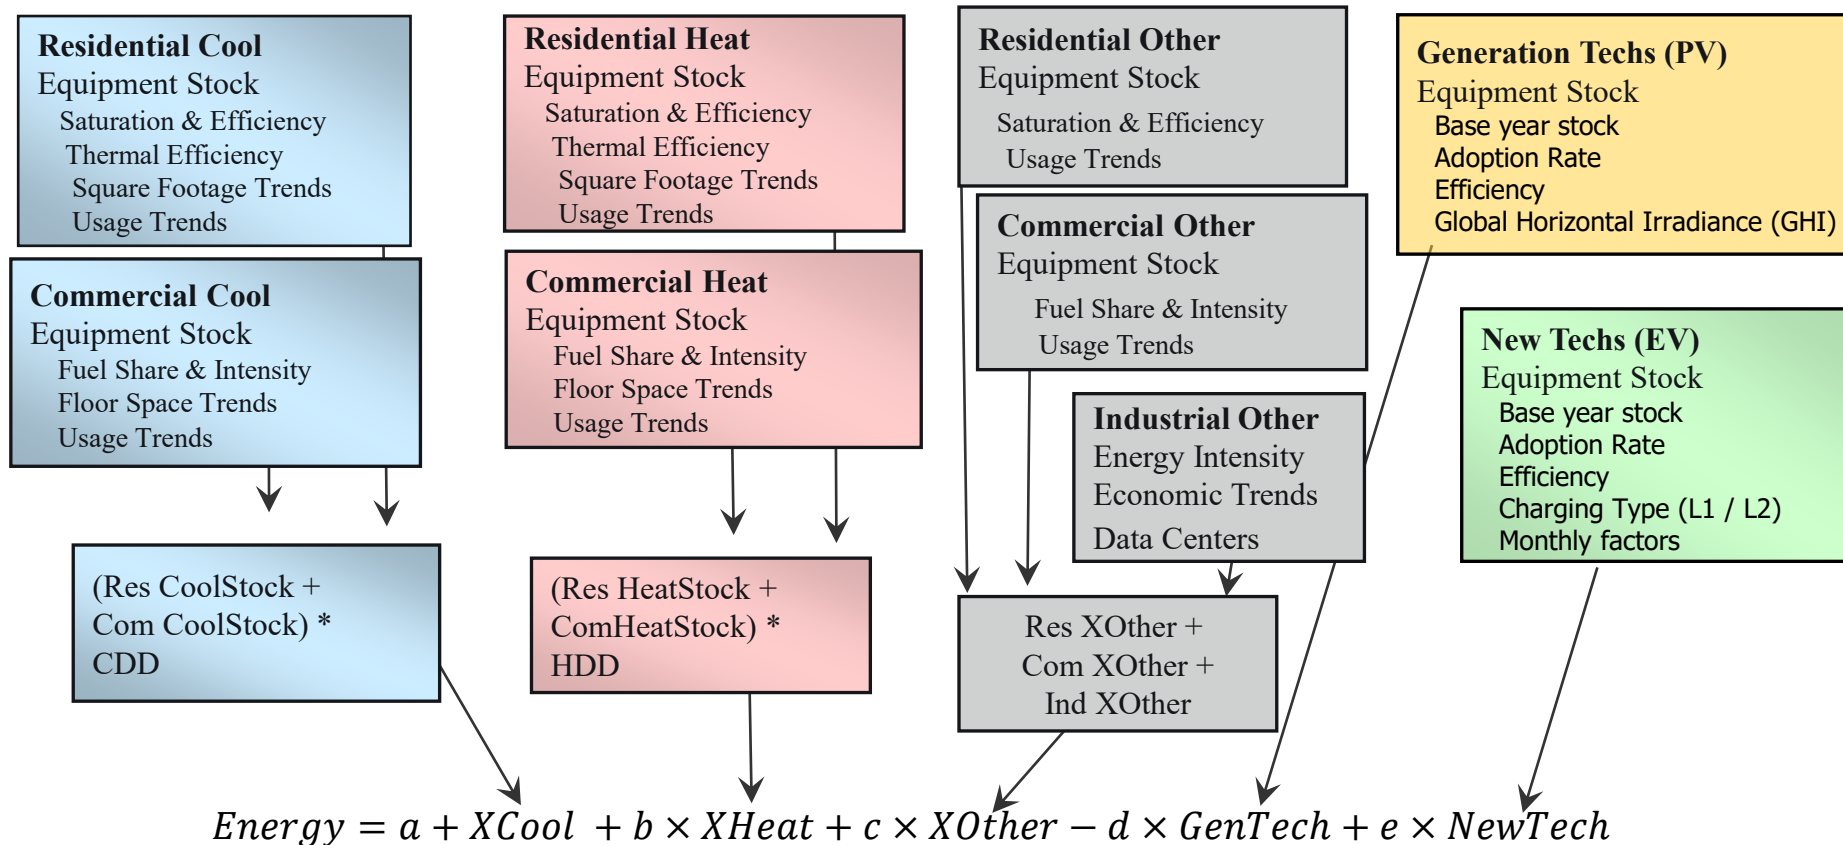 Residential Cool
Equipment Stock
Saturation & Efficiency
Thermal Efficiency
Square Footage Trends
Usage Trends
Commercial Cool
Equipment Stock
Fuel Share & Intensity
Floor Space Trends
Usage Trends
(Res CoolStock +
Com CoolStock) *
CDD
Residential Heat
Equipment Stock
Saturation & Efficiency
Thermal Efficiency
Square Footage Trends
Usage Trends
Commercial Heat
Equipment Stock
Fuel Share & Intensity
Floor Space Trends
Usage Trends
(Res HeatStock +
ComHeatStock) *
HDD
Residential Other
Equipment Stock
Saturation & Efficiency
Usage Trends
Commercial Other
Equipment Stock
Fuel Share & Intensity
Usage Trends
Industrial Other
Energy Intensity
Economic Trends
Data Centers
Res XOther +
Com XOther +
Ind XOther
Generation Techs (PV)
Equipment Stock
Base year stock
Adoption Rate
Efficiency
Global Horizontal Irradiance (GHI)
New Techs (EV)
Equipment Stock
Base year stock
Adoption Rate
Efficiency
Charging Type (L1 / L2)
Monthly factors
Energy = a + XCool + b × XHeat + c × XOther − d × GenTech + e × NewTech